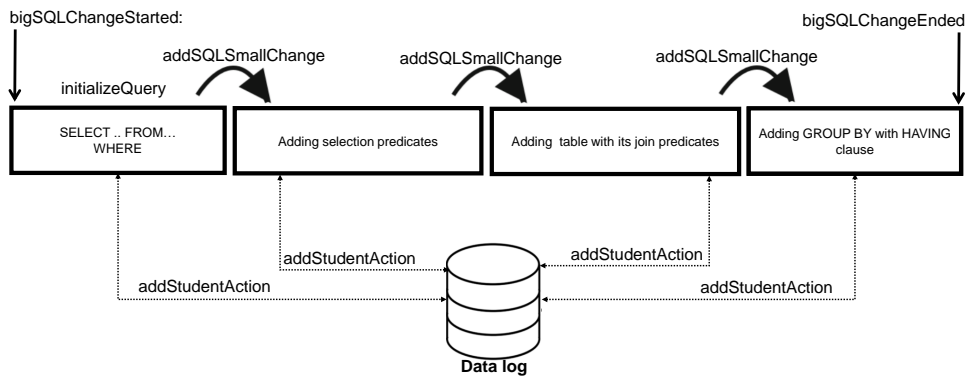 bigSQLChangeStarted:
bigSQLChangeEnded
addSQLSmallChange
addSQLSmallChange
addSQLSmallChange
initializeQuery
SELECT .. FROM…
WHERE
Adding selection predicates
Adding table with its join predicates
Adding GROUP BY with HAVING
clause
addStudentAction
addStudentAction
addStudentAction
addStudentAction
Data log